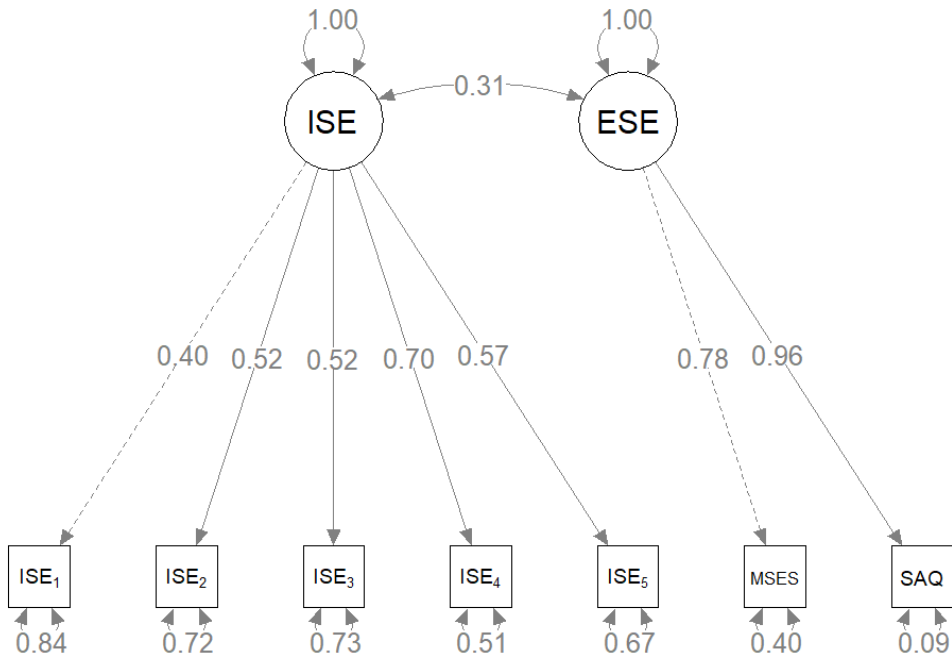 1.00 1.00
ISE 0.31 ESE
0.40 0.52 0.52 0.70 0.57 0.78 0.96
ISE₁ ISE₂ ISE₃ ISE₄ ISE₅ MSES SAQ
0.84 0.72 0.73 0.51 0.67 0.40 0.09